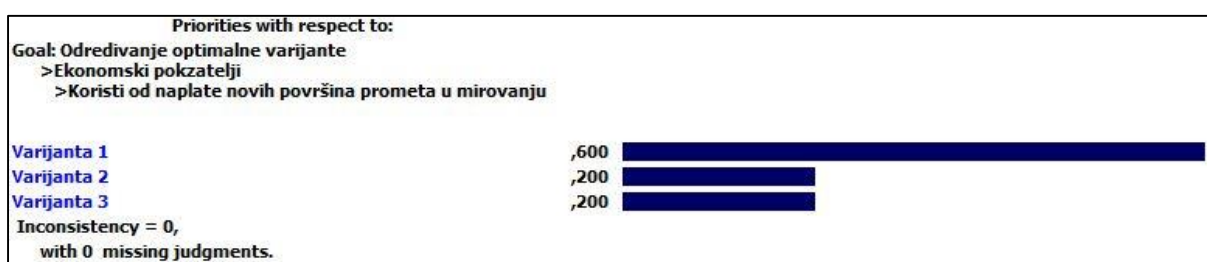 Priorities with respect to:
Goal: Odredivanje optimalne varijante
>Ekonomski pokzatelji
>Koristi od naplate novih površina prometa u mirovanju
Varijanta 1 ,600
Varijanta 2 ,200
Varijanta 3 ,200
Inconsistency = 0,
with 0 missing judgments.